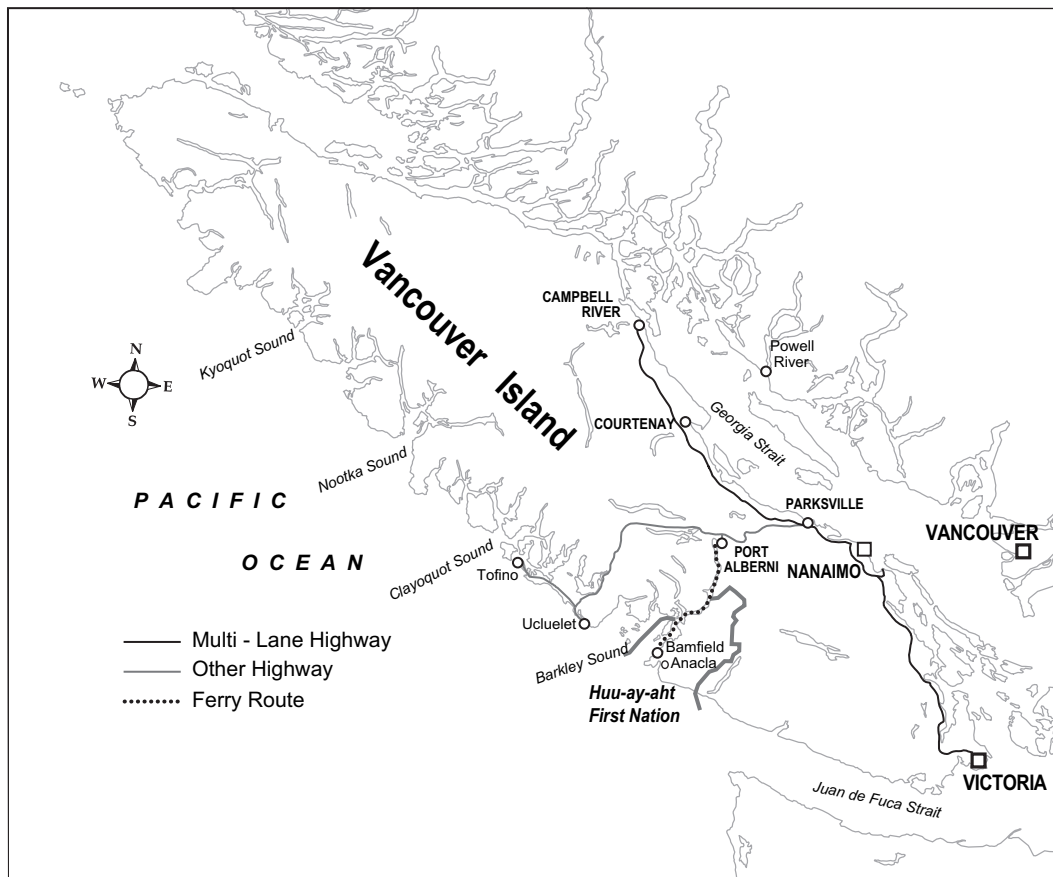 Vancouver Island
CAMPBELL
RIVER
Powell
River
Kyoquot Sound
N
W
E
S
COURTENAY
Georgia Strait
Nootka Sound
PACIFIC
OCEAN
PARKSVILLE
VANCOUVER
PORT
ALBERNI
NANAIMO
Clayoquot Sound
Tofino
Ucluelet
Barkley Sound
Bamfield
Anacla
Huu-ay-aht
First Nation
Multi - Lane Highway
Other Highway
Ferry Route
VICTORIA
Juan de Fuca Strait